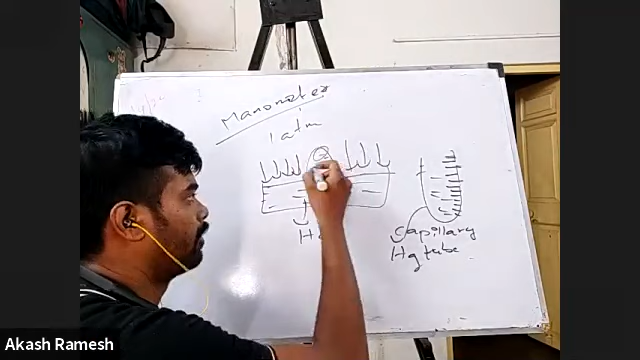 Manometer
1 atm
Hg
Capillary
Hg tube
Akash Ramesh